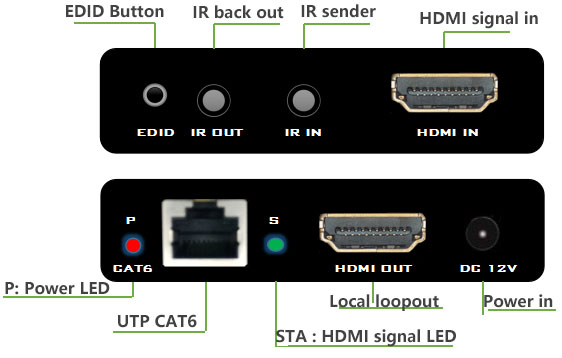 EDID Button
IR back out
IR sender
HDMI signal in
EDID
IR OUT
IR IN
HDMI IN
P
S
CAT6
HDMI OUT
DC 12V
P: Power LED
Local loopout
Power in
UTP CAT6
STA : HDMI signal LED